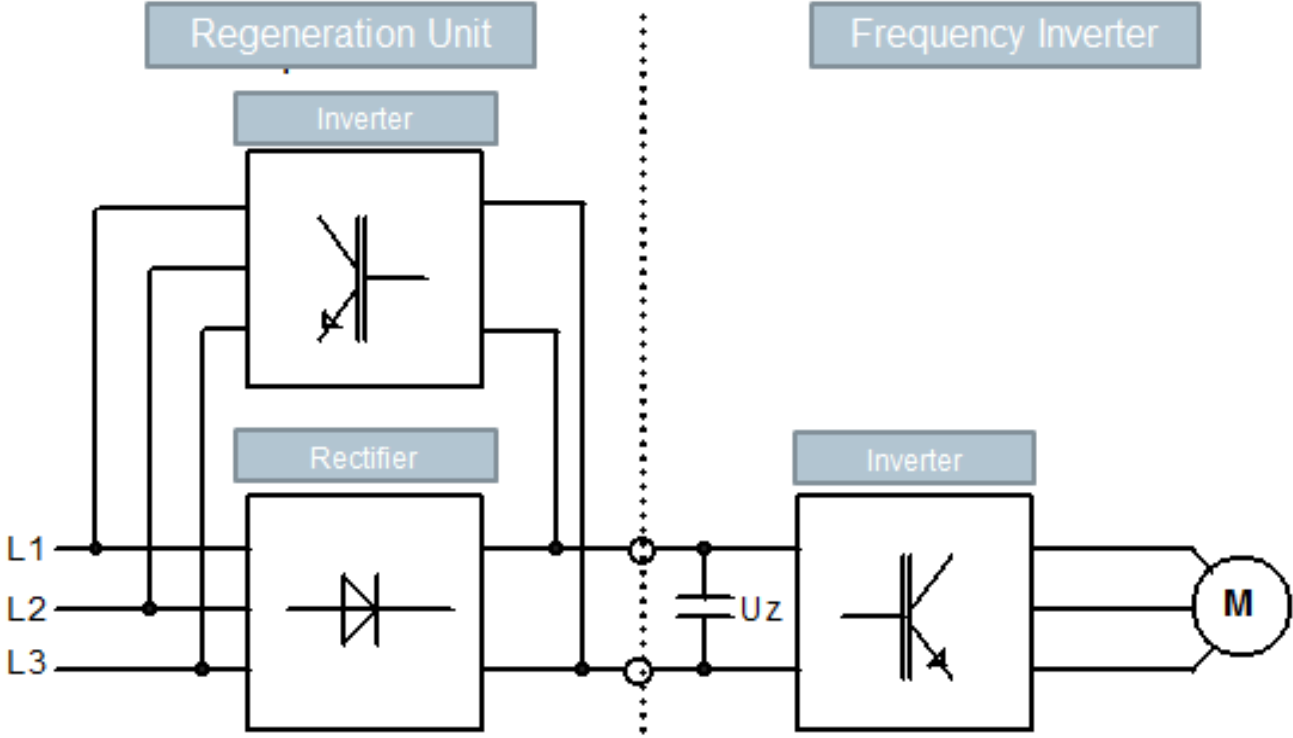 Regeneration Unit
Frequency Inverter
Inverter
Rectifier
Inverter
L1
L2
L3
Uz
M